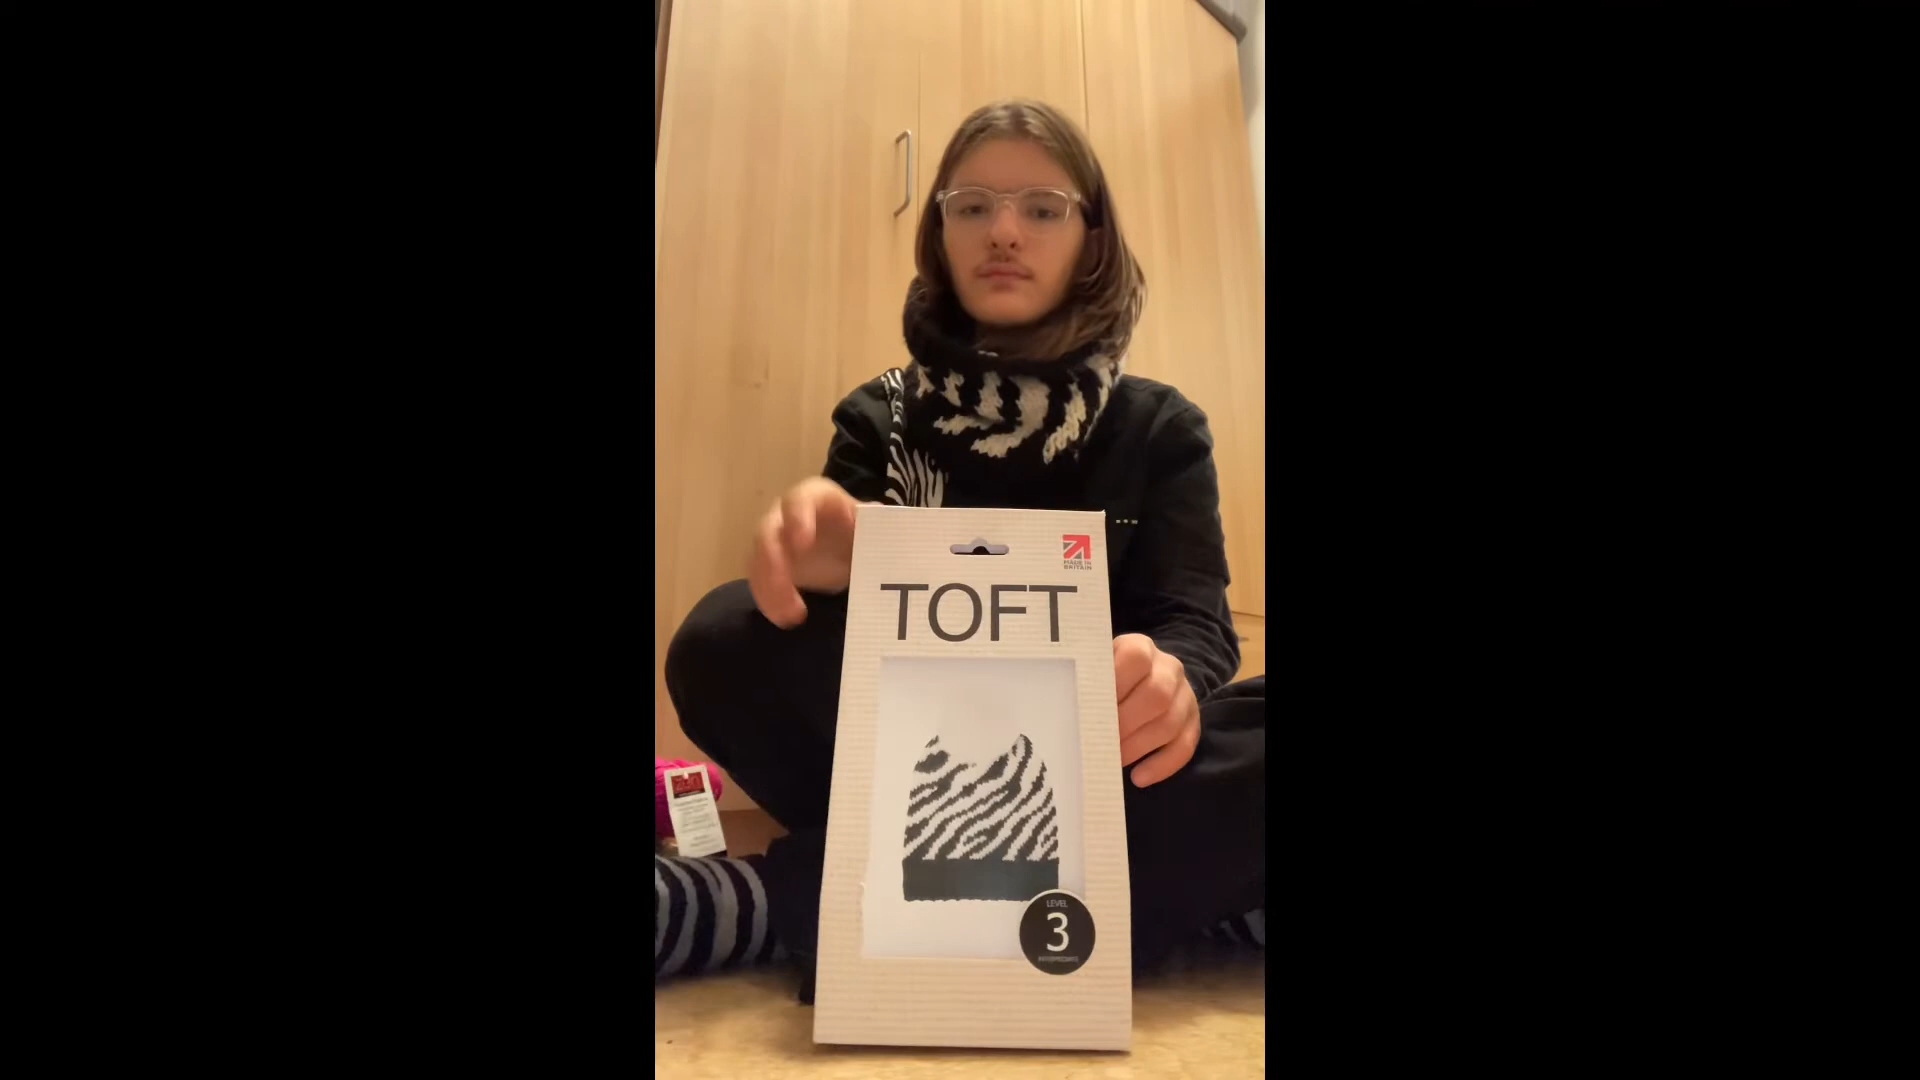 MADE IN
BRITAIN
TOFT
LEVEL
3
INTERMEDIATE